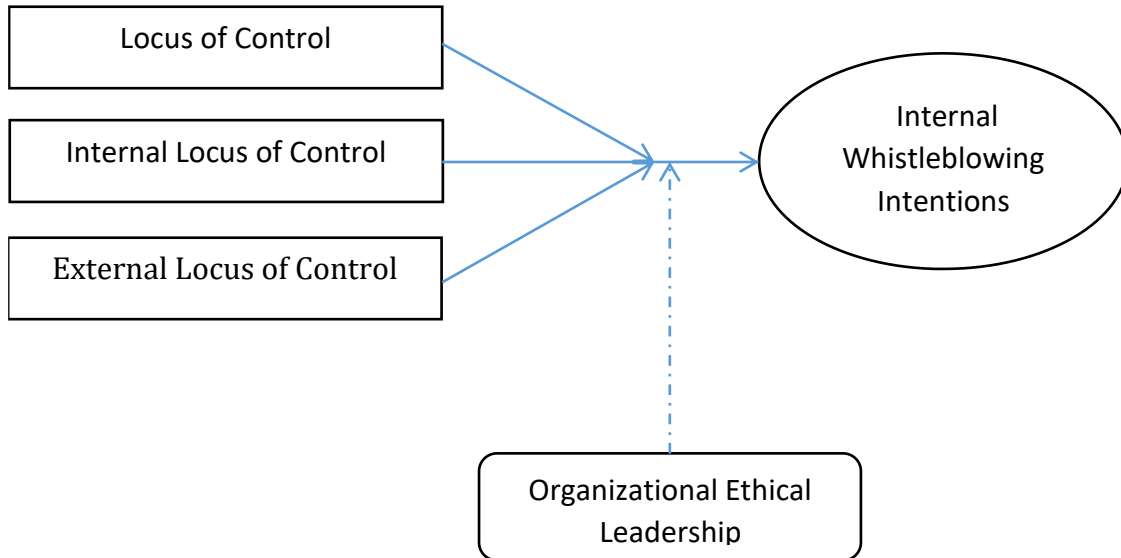 Locus of Control
Internal Locus of Control
External Locus of Control
Internal
Whistleblowing
Intentions
Organizational Ethical
Leadership